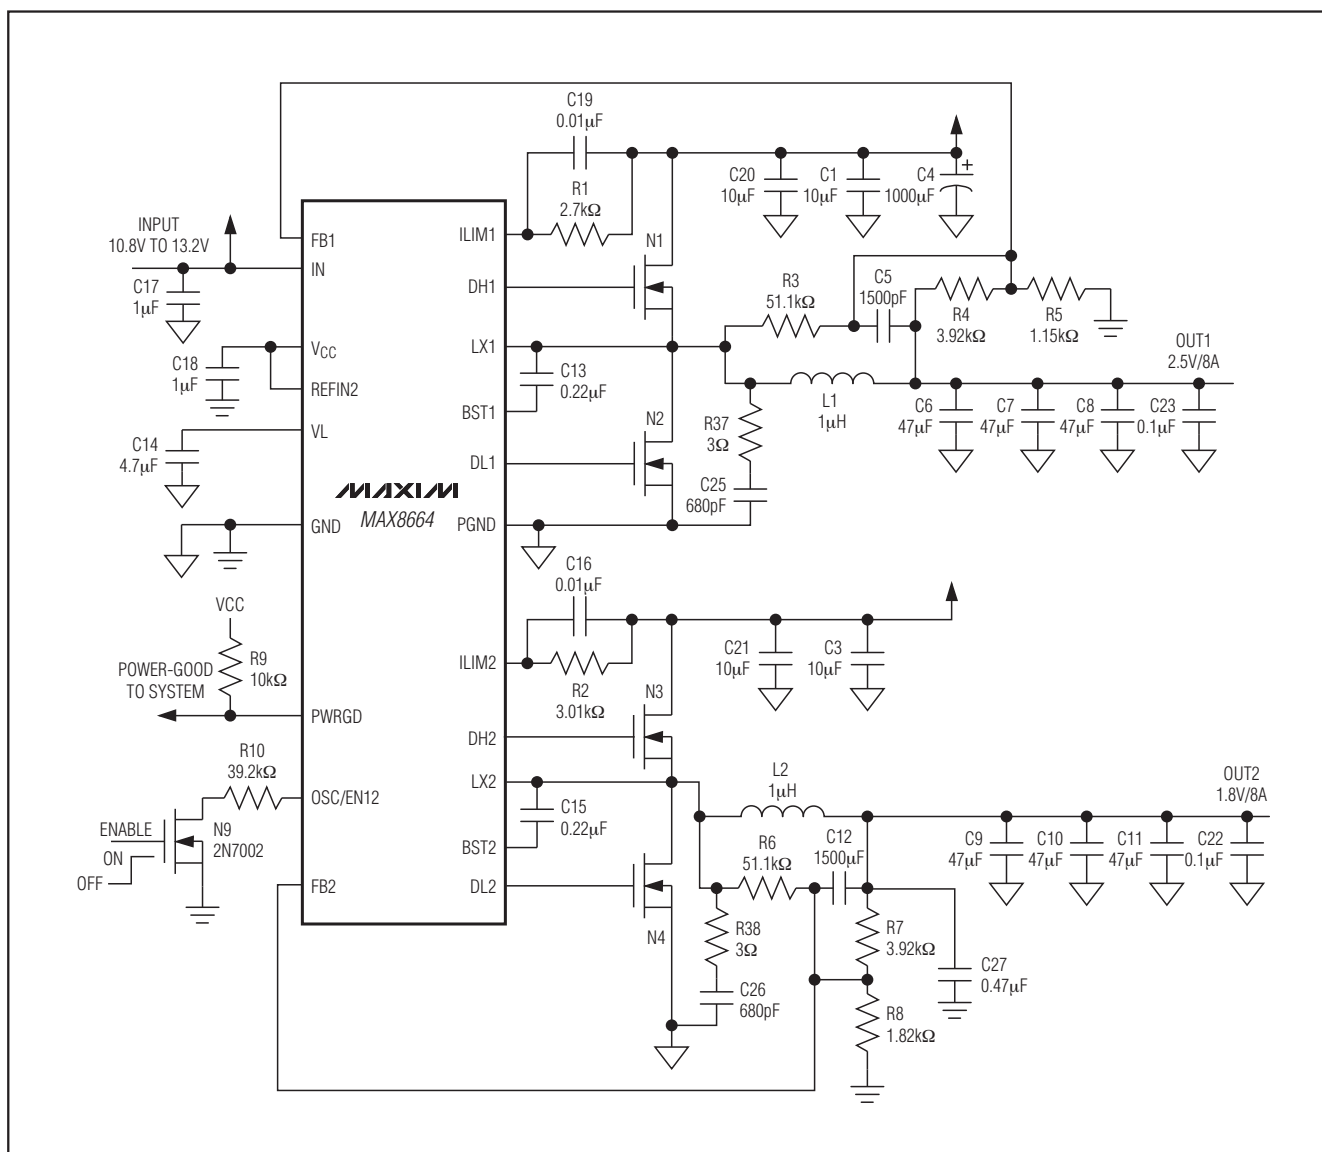 C19
0.01µF
R1
2.7kΩ
C20
10µF
C1
10µF
C4
1000µF
+
INPUT
10.8V TO 13.2V
C17
1µF
FB1
IN
ILIM1
N1
DH1
R3
51.1kΩ
C5
1500pF
R4
3.92kΩ
R5
1.15kΩ
C18
1µF
VCC
REFIN2
LX1
C13
0.22µF
BST1
OUT1
2.5V/8A
L1
1µH
C6
47µF
C7
47µF
C8
47µF
C23
0.1µF
VL
C14
4.7µF
N2
R37
3Ω
DL1
C25
680pF
MAXIM
MAX8664
GND
PGND
C16
0.01µF
VCC
R9
10kΩ
POWER-GOOD
TO SYSTEM
PWRGD
ILIM2
R2
3.01kΩ
C21
10µF
C3
10µF
N3
DH2
R10
39.2kΩ
OSC/EN12
LX2
L2
1µH
OUT2
1.8V/8A
ENABLE
ON
OFF
N9
2N7002
C15
0.22µF
BST2
R6
51.1kΩ
C12
1500µF
C9
47µF
C10
47µF
C11
47µF
C22
0.1µF
FB2
DL2
N4
R38
3Ω
R7
3.92kΩ
C27
0.47µF
C26
680pF
R8
1.82kΩ